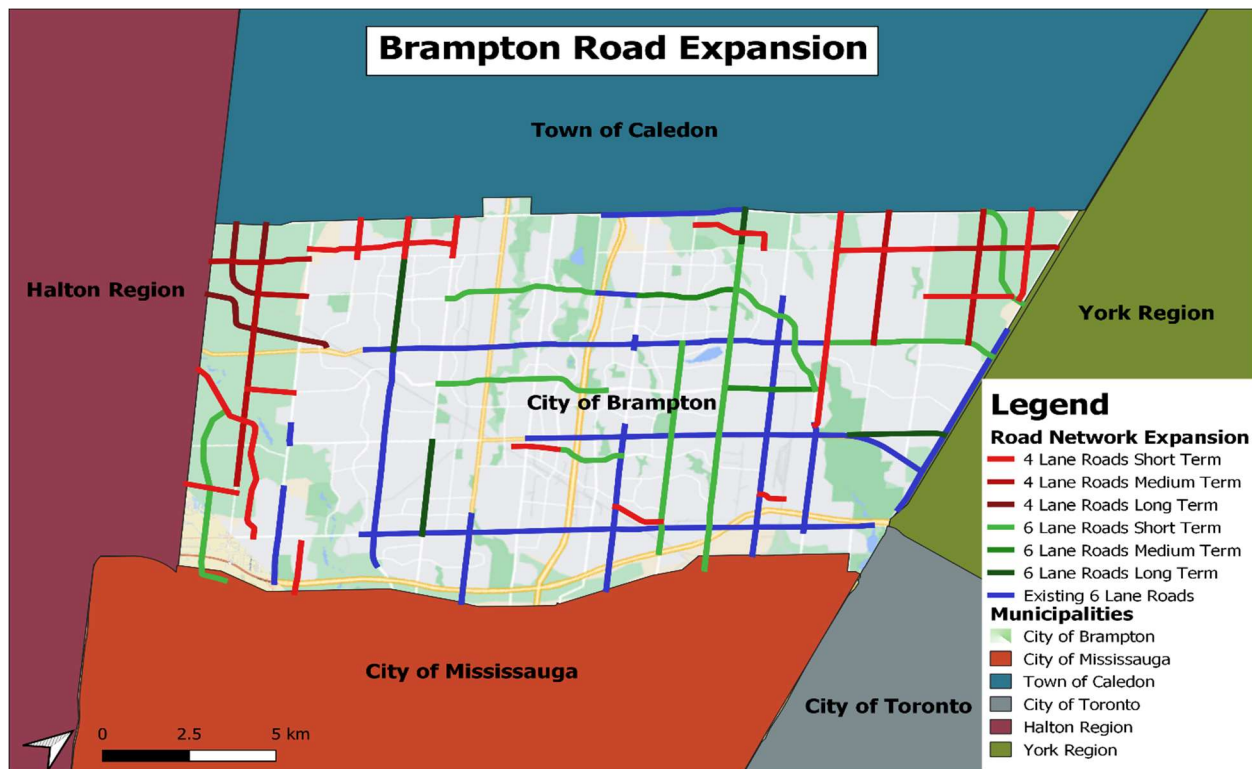 Brampton Road Expansion
Town of Caledon
Halton Region
York Region
City of Brampton
City of Mississauga
City of Toronto
0 2.5 5 km
Legend
Road Network Expansion
4 Lane Roads Short Term
4 Lane Roads Medium Term
4 Lane Roads Long Term
6 Lane Roads Short Term
6 Lane Roads Medium Term
6 Lane Roads Long Term
Existing 6 Lane Roads
Municipalities
City of Brampton
City of Mississauga
Town of Caledon
City of Toronto
Halton Region
York Region